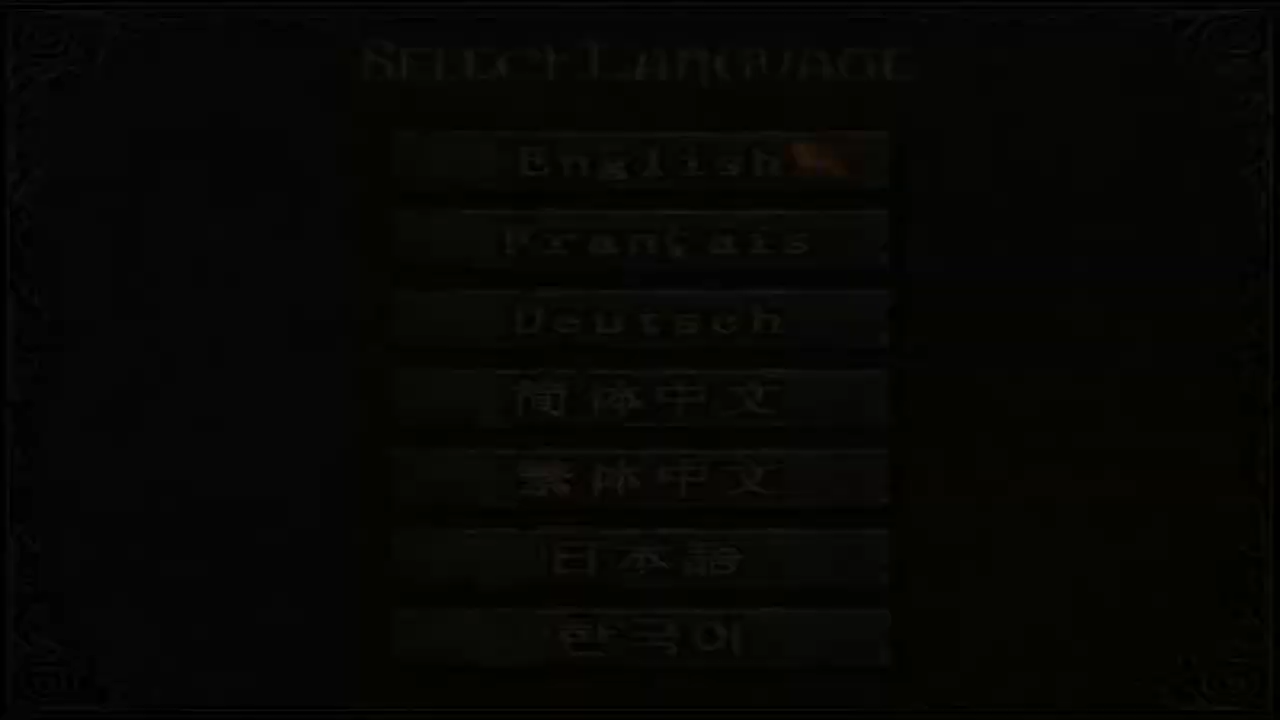 Select Language
English
Français
Deutsch
简体中文
繁体中文
日本語
한국어